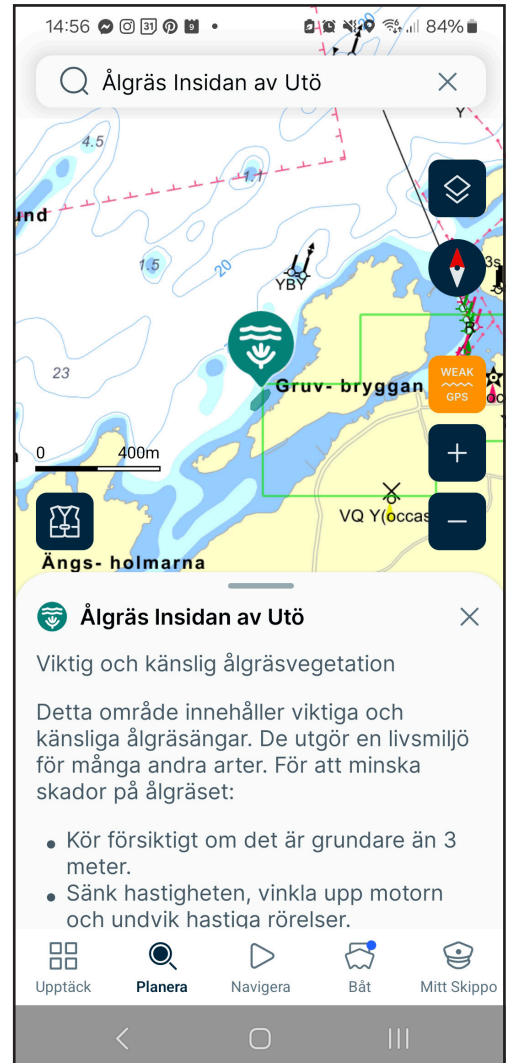 14:56
84%
Ålgräs Insidan av Utö
20
Y
4.5
1.1
und
1.5
20
YBY
3s
R
23
Gruv- bryggan
WEAK
GPS
oc
0 400m
VQ Y(occas
Ängs- holmarna
Ålgräs Insidan av Utö
Viktig och känslig ålgräsvegetation
Detta område innehåller viktiga och
känsliga ålgräsängar. De utgör en livsmiljö
för många andra arter. För att minska
skador på ålgräset:
• Kör försiktigt om det är grundare än 3
meter.
• Sänk hastigheten, vinkla upp motorn
och undvik hastiga rörelser.
Upptäck Planera Navigera Båt Mitt Skippo